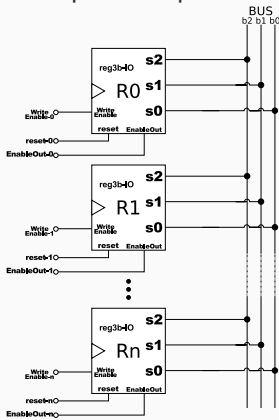 BUS
b2 b1 b0
reg3b-IO
s2
R0
s1
s0
Write Enable-0
Write Enable
reset
EnableOut
reset-0
EnableOut-0
reg3b-IO
s2
R1
s1
s0
Write Enable-1
Write Enable
reset
EnableOut
reset-1
EnableOut-1
reg3b-IO
s2
Rn
s1
s0
Write Enable-n
Write Enable
reset
EnableOut
reset-n
EnableOut-n